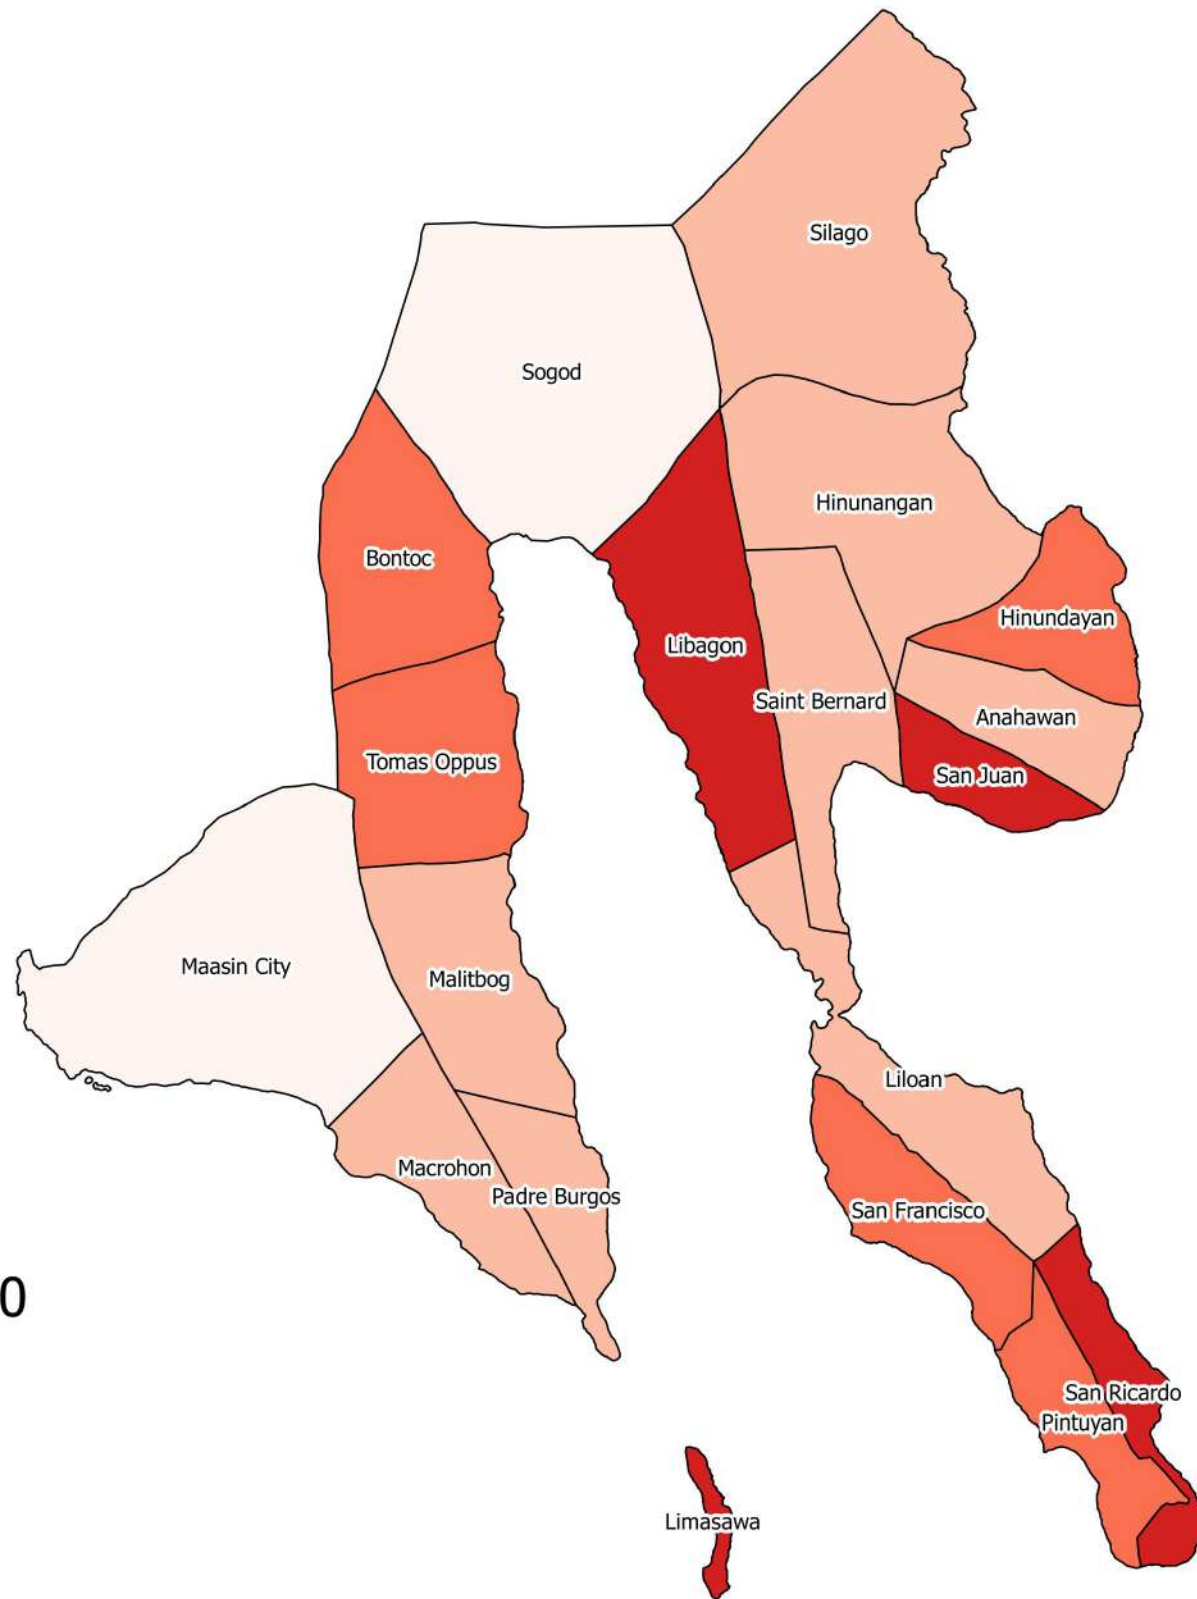 Silago
Sogod
Hinunangan
Bontoc
Hinundayan
Libagon
Saint Bernard
Anahawan
Tomas Oppus
San Juan
Maasin City
Malitbog
Liloan
Macrohon
Padre Burgos
San Francisco
0
San Ricardo
Pintuyan
Limasawa